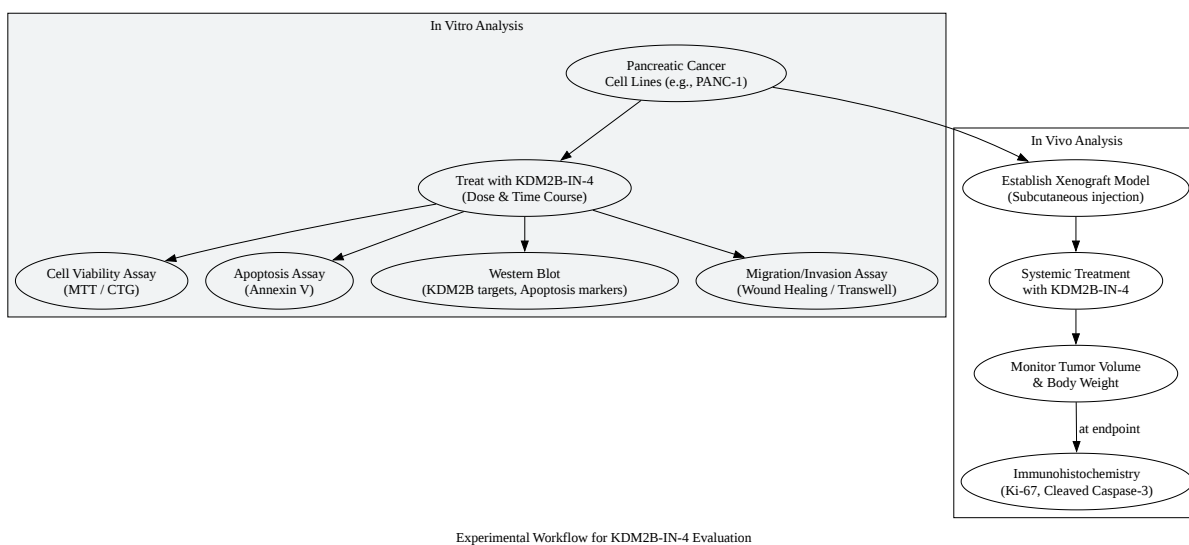 In Vitro Analysis
Pancreatic Cancer
Cell Lines (e.g., PANC-1)
Treat with KDM2B-IN-4
(Dose & Time Course)
Cell Viability Assay
(MTT / CTG)
Apoptosis Assay
(Annexin V)
Western Blot
(KDM2B targets, Apoptosis markers)
Migration/Invasion Assay
(Wound Healing / Transwell)
In Vivo Analysis
Establish Xenograft Model
(Subcutaneous injection)
Systemic Treatment
with KDM2B-IN-4
Monitor Tumor Volume
& Body Weight
at endpoint
Immunohistochemistry
(Ki-67, Cleaved Caspase-3)
Experimental Workflow for KDM2B-IN-4 Evaluation